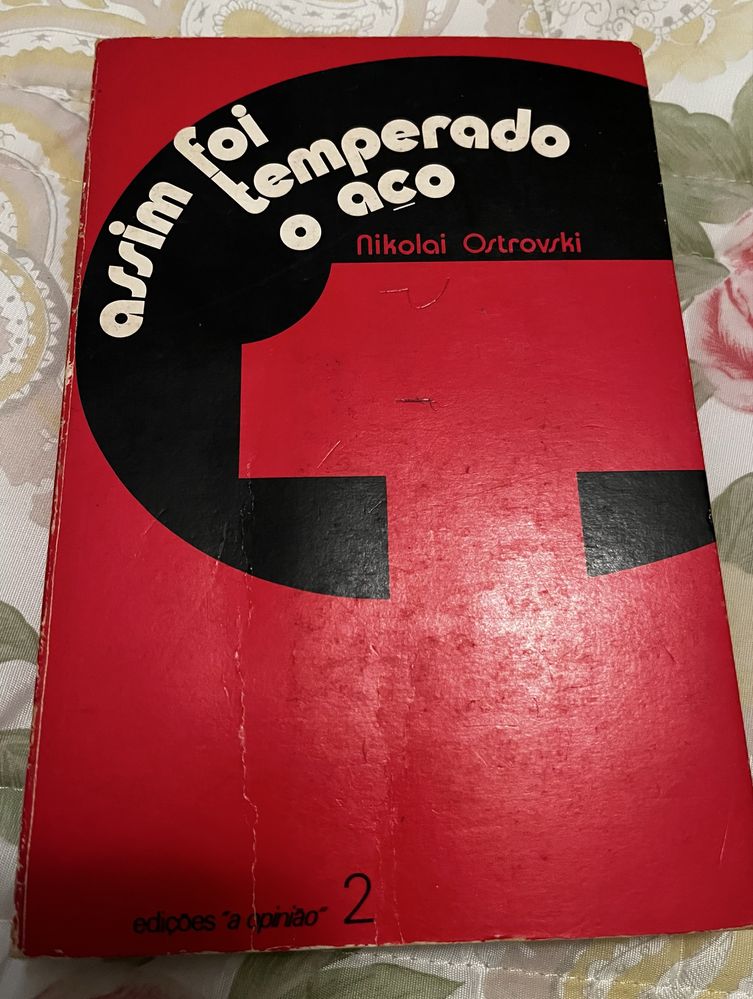 assim foi temperado
o aço
Nikolai Ostrovski
edições "a opinião" 2